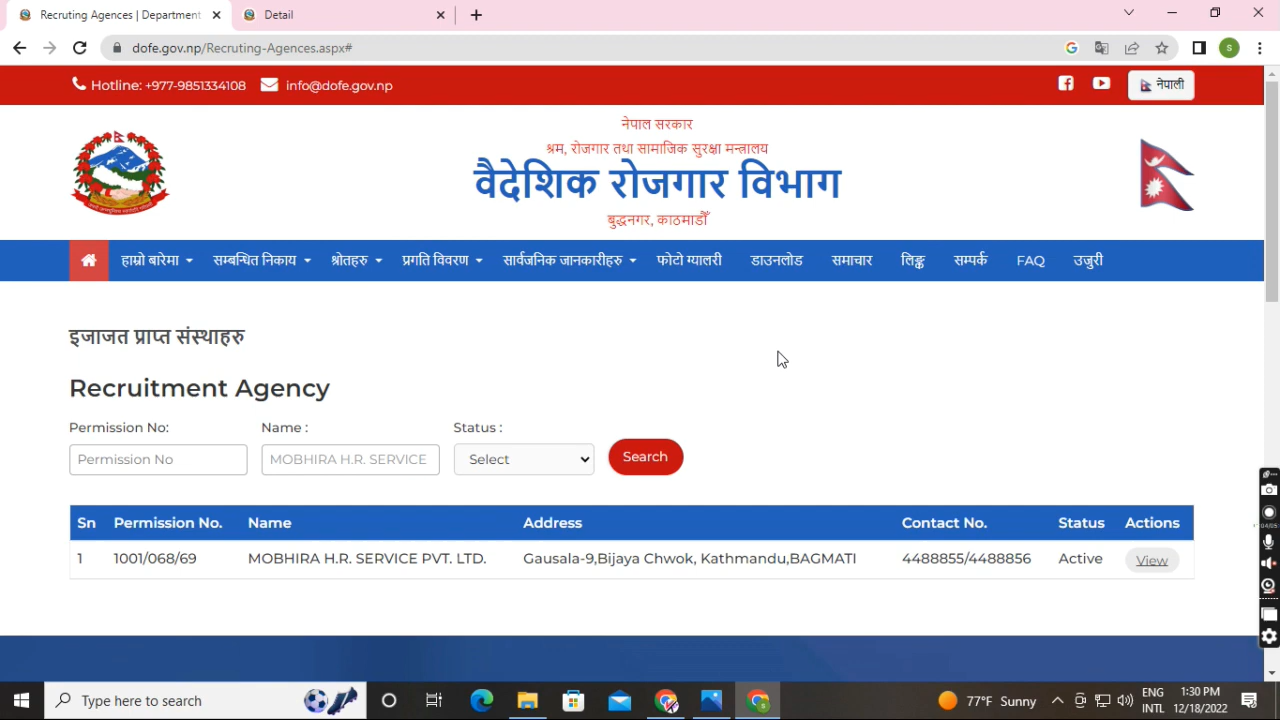 Recruting Agences | Department
Detail
dofe.gov.np/Recruting-Agences.aspx#
S
Hotline: +977-9851334108 info@dofe.gov.np
नेपाली
नेपाल सरकार
श्रम, रोजगार तथा सामाजिक सुरक्षा मन्त्रालय
वैदेशिक रोजगार विभाग
बुद्धनगर, काठमाडौँ
हाम्रो बारेमा सम्बन्धित निकाय श्रोतहरु प्रगति विवरण सार्वजनिक जानकारीहरु फोटो ग्यालरी डाउनलोड समाचार लिङ्क सम्पर्क FAQ उजुरी
इजाजत प्राप्त संस्थाहरु
Recruitment Agency
Permission No: Name : Status :
Permission No MOBHIRA H.R. SERVICE Select Search
Sn Permission No. Name Address Contact No. Status Actions
1 1001/068/69 MOBHIRA H.R. SERVICE PVT. LTD. Gausala-9,Bijaya Chwok, Kathmandu,BAGMATI 4488855/4488856 Active View
Type here to search 77°F Sunny ENG 1:30 PM
INTL 12/18/2022